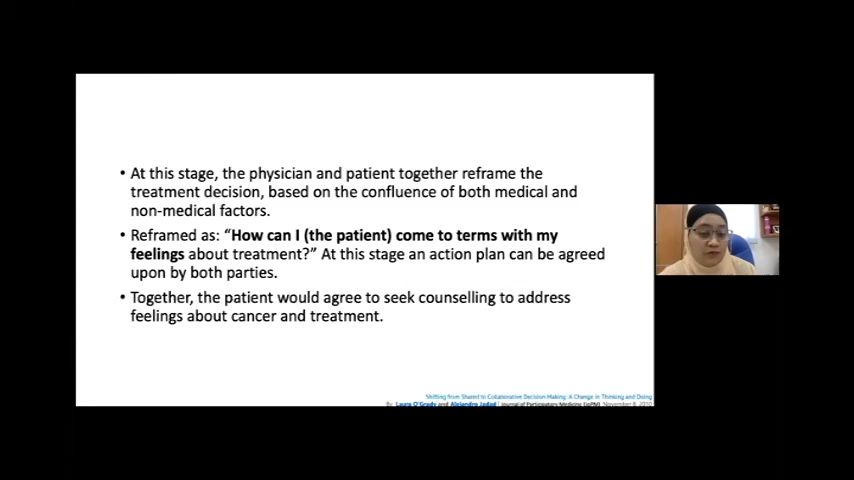 • At this stage, the physician and patient together reframe the
treatment decision, based on the confluence of both medical and
non-medical factors.
• Reframed as: “How can I (the patient) come to terms with my
feelings about treatment?” At this stage an action plan can be agreed
upon by both parties.
• Together, the patient would agree to seek counselling to address
feelings about cancer and treatment.
Shifting from Shared to Collaborative Decision Making: A Change in Thinking and Doing
By Laura O'Grady and Alejandro Jadad | Journal of Participatory Medicine (JoPM) November 8, 2010